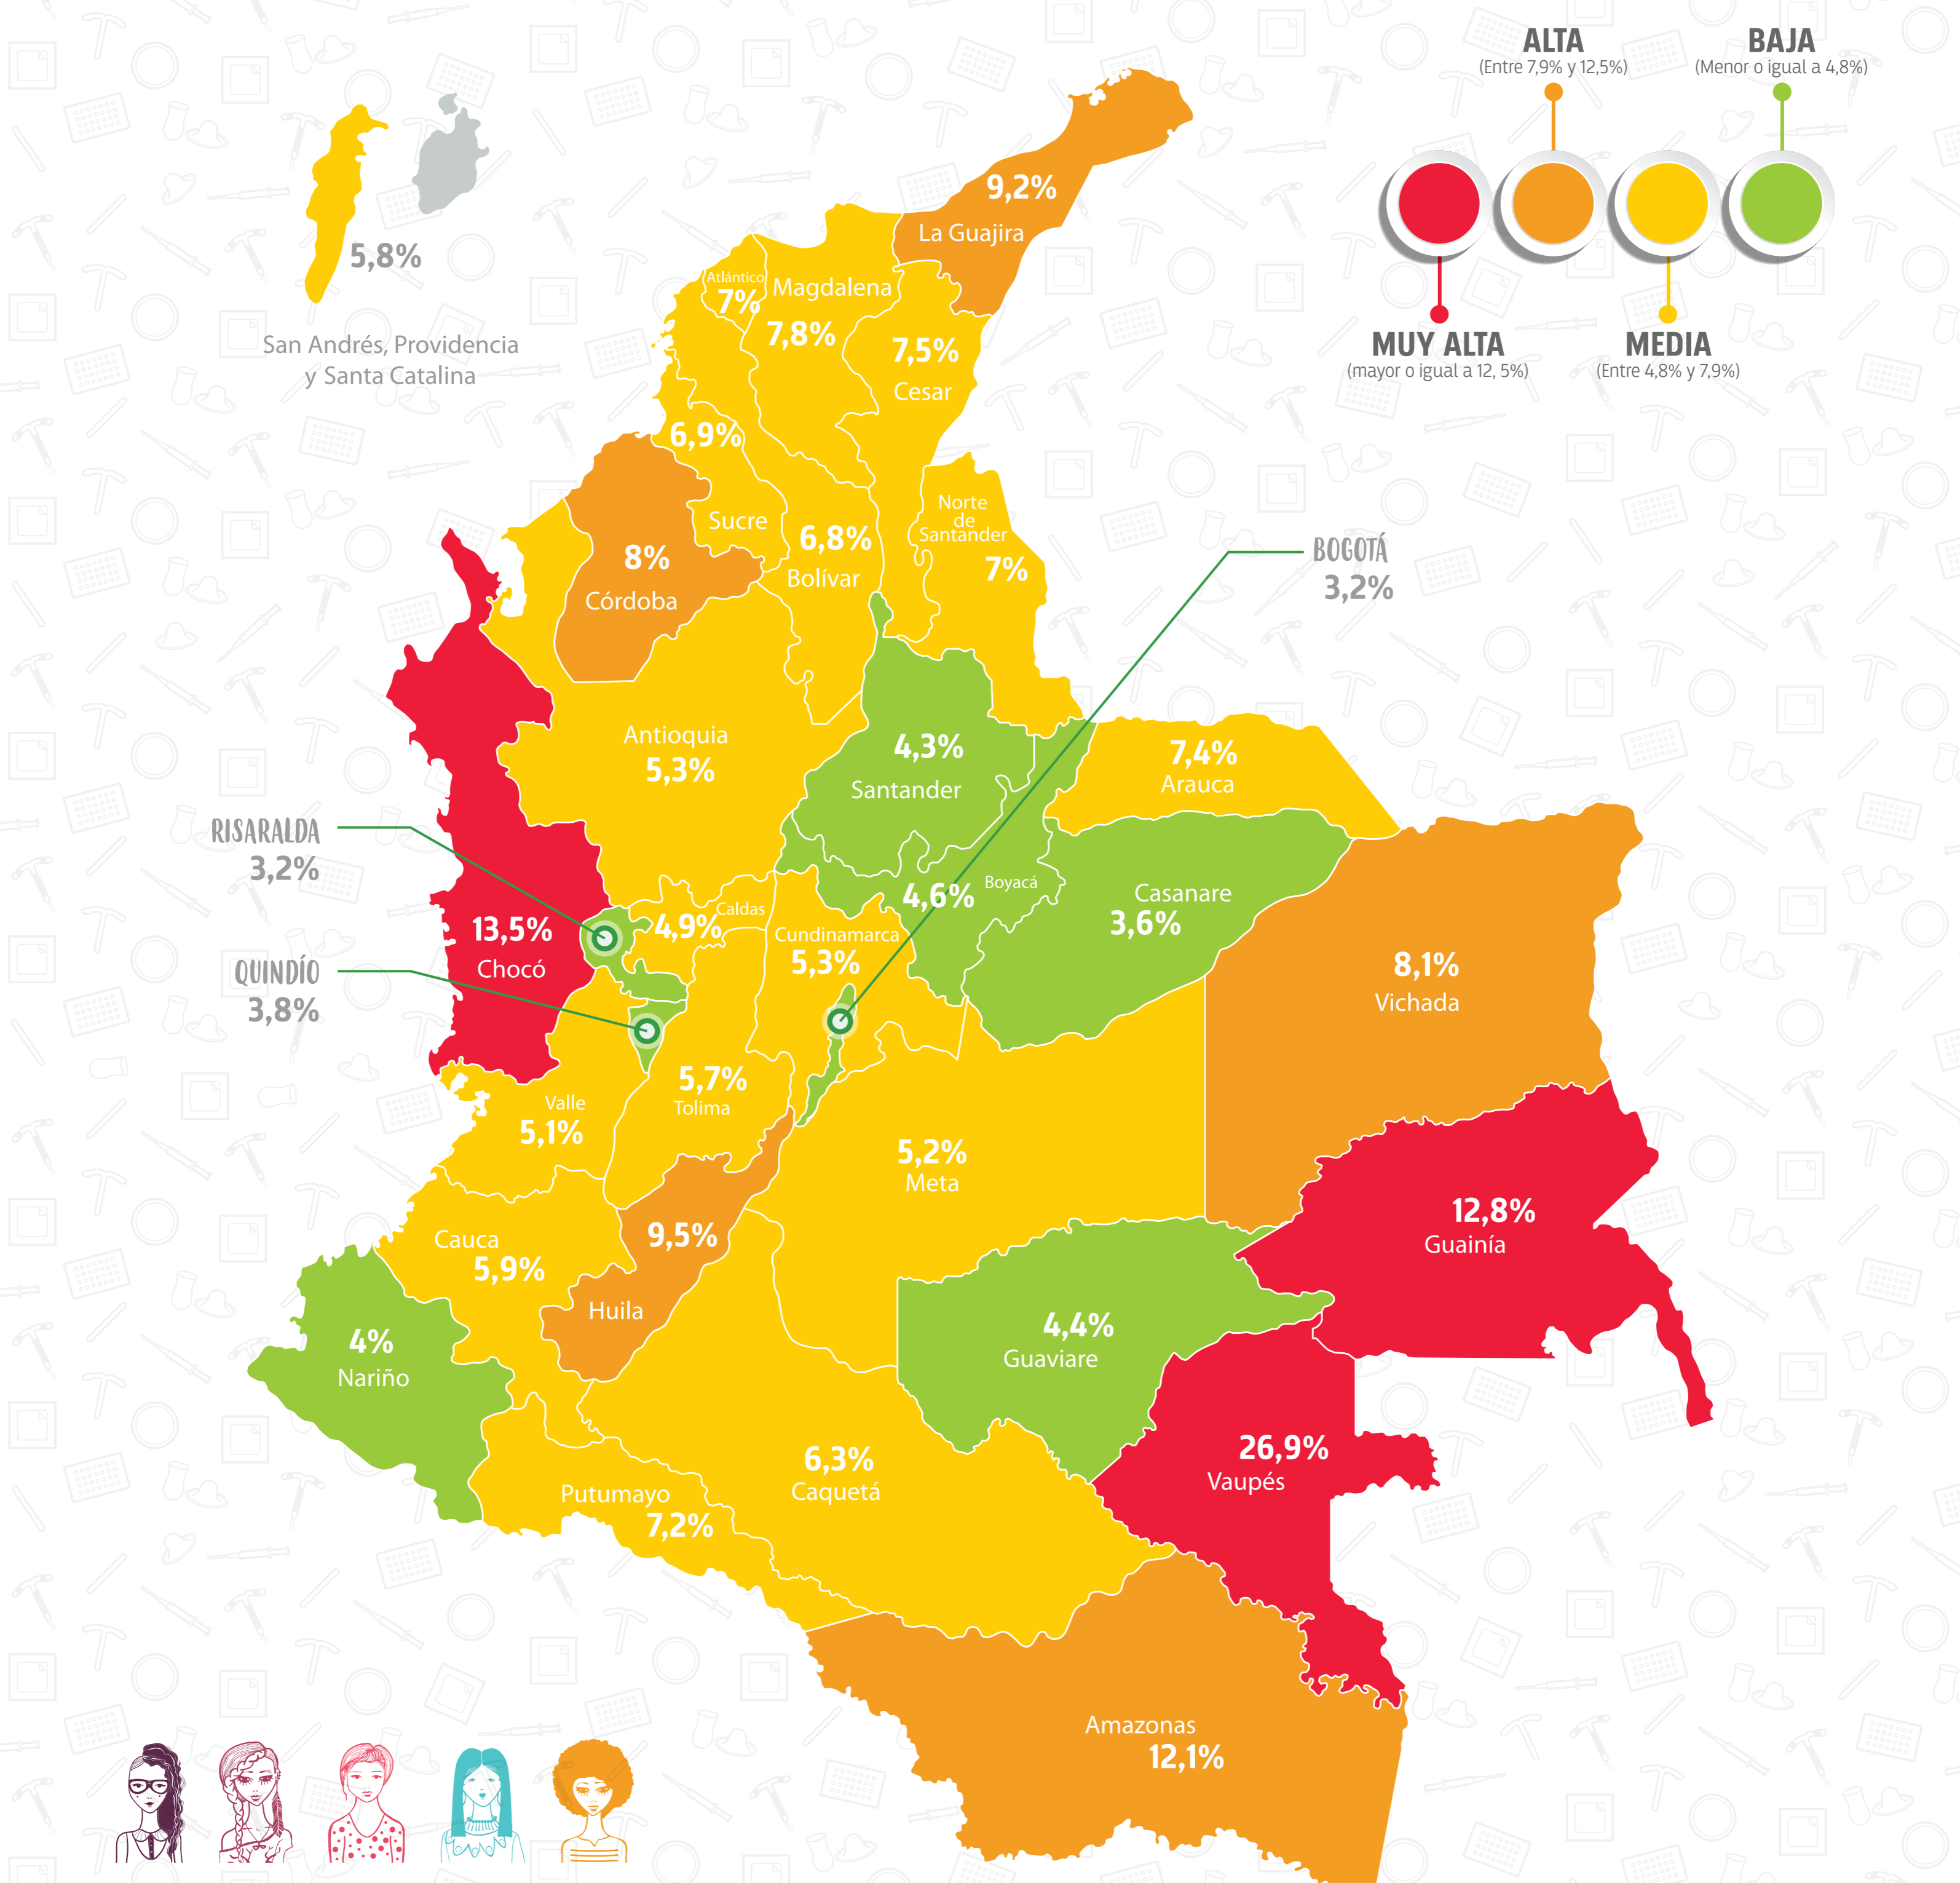 ALTA
(Entre 7,9% y 12,5%)
BAJA
(Menor o igual a 4,8%)
MUY ALTA
(mayor o igual a 12, 5%)
MEDIA
(Entre 4,8% y 7,9%)
5,8%
San Andrés, Providencia
y Santa Catalina
9,2%
La Guajira
Atlántico
7%
Magdalena
7,8%
7,5%
Cesar
6,9%
Sucre
8%
Córdoba
6,8%
Bolívar
Norte
de
Santander
7%
BOGOTÁ
3,2%
Antioquia
5,3%
4,3%
Santander
7,4%
Arauca
RISARALDA
3,2%
QUINDÍO
3,8%
13,5%
Chocó
4,9%
Caldas
Cundinamarca
5,3%
4,6%
Boyacá
Casanare
3,6%
8,1%
Vichada
5,7%
Tolima
Valle
5,1%
5,2%
Meta
12,8%
Guainía
Cauca
5,9%
9,5%
Huila
4%
Nariño
4,4%
Guaviare
26,9%
Vaupés
6,3%
Caquetá
Putumayo
7,2%
Amazonas
12,1%